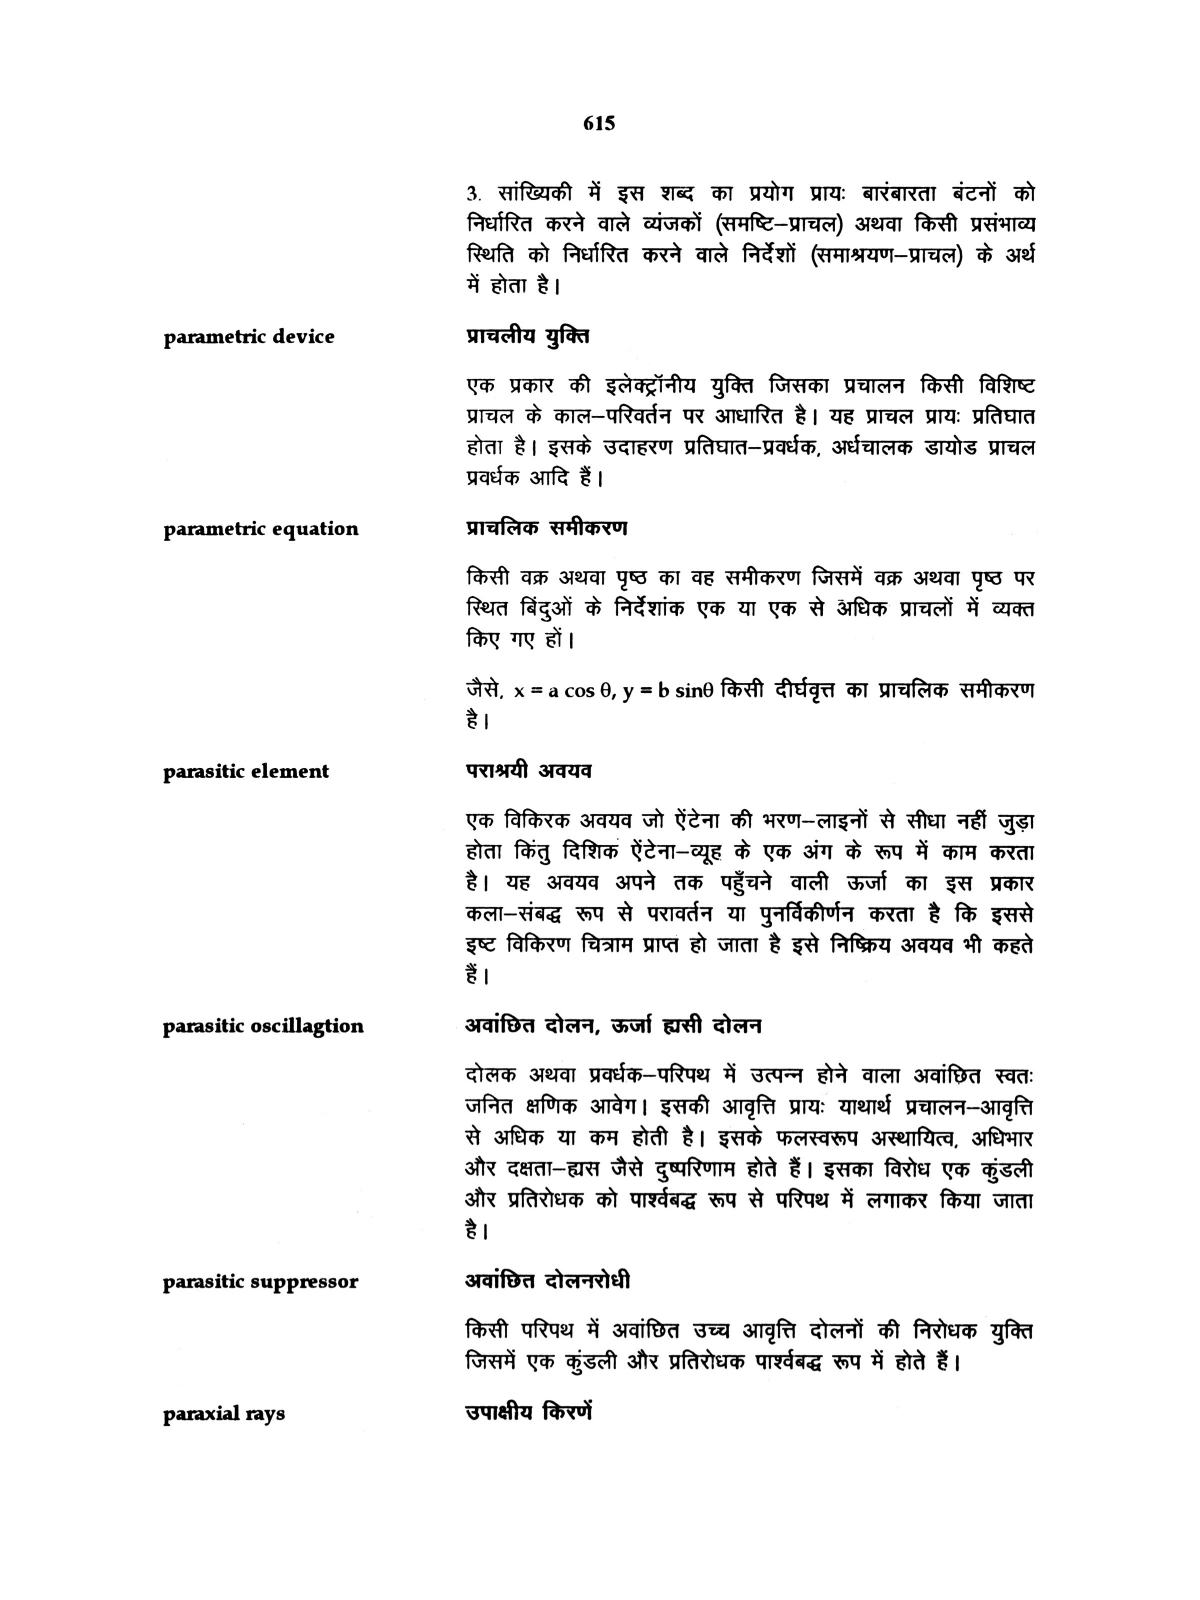 615
3. सांख्यिकी में इस शब्द का प्रयोग प्रायः बारंबारता बंटनों को
निर्धारित करने वाले व्यंजकों (समष्टि–प्राचल) अथवा किसी प्रसंभाव्य
स्थिति को निर्धारित करने वाले निर्देशों (समाश्रयण–प्राचल) के अर्थ
में होता है।
parametric device प्राचलीय युक्ति
एक प्रकार की इलेक्ट्रॉनीय युक्ति जिसका प्रचालन किसी विशिष्ट
प्राचल के काल–परिवर्तन पर आधारित है। यह प्राचल प्रायः प्रतिघात
होता है। इसके उदाहरण प्रतिघात–प्रवर्धक, अर्धचालक डायोड प्राचल
प्रवर्धक आदि हैं।
parametric equation प्राचलिक समीकरण
किसी वक्र अथवा पृष्ठ का वह समीकरण जिसमें वक्र अथवा पृष्ठ पर
स्थित बिंदुओं के निर्देशांक एक या एक से अधिक प्राचलों में व्यक्त
किए गए हों।
जैसे, x = a cos θ, y = b sinθ किसी दीर्घवृत्त का प्राचलिक समीकरण
है।
parasitic element पराश्रयी अवयव
एक विकिरक अवयव जो ऐंटेना की भरण–लाइनों से सीधा नहीं जुड़ा
होता किंतु दिशिक ऐंटेना–व्यूह के एक अंग के रूप में काम करता
है। यह अवयव अपने तक पहुँचने वाली ऊर्जा का इस प्रकार
कला–संबद्ध रूप से परावर्तन या पुनर्विकीर्णन करता है कि इससे
इष्ट विकिरण चित्राम प्राप्त हो जाता है इसे निष्क्रिय अवयव भी कहते
हैं।
parasitic oscillagtion अवांछित दोलन, ऊर्जा ह्यसी दोलन
दोलक अथवा प्रवर्धक–परिपथ में उत्पन्न होने वाला अवांछित स्वतः
जनित क्षणिक आवेग। इसकी आवृत्ति प्रायः याथार्थ प्रचालन–आवृत्ति
से अधिक या कम होती है। इसके फलस्वरूप अस्थायित्व, अधिभार
और दक्षता–ह्यस जैसे दुष्परिणाम होते हैं। इसका विरोध एक कुंडली
और प्रतिरोधक को पार्श्वबद्ध रूप से परिपथ में लगाकर किया जाता
है।
parasitic suppressor अवांछित दोलनरोधी
किसी परिपथ में अवांछित उच्च आवृत्ति दोलनों की निरोधक युक्ति
जिसमें एक कुंडली और प्रतिरोधक पार्श्वबद्ध रूप में होते हैं।
paraxial rays उपाक्षीय किरणें